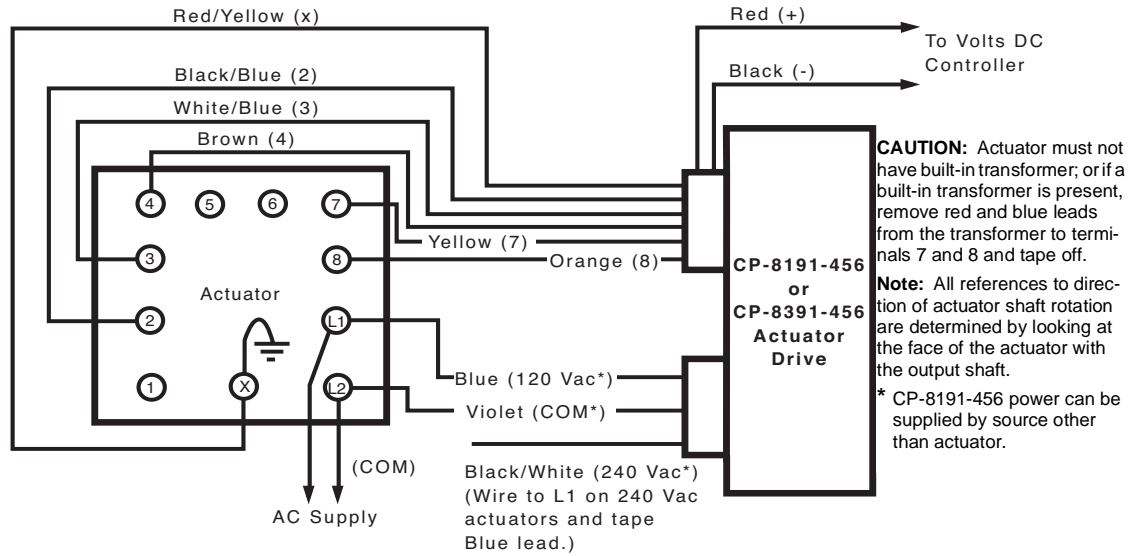 Red/Yellow (x)
Red (+)
To Volts DC
Controller
Black/Blue (2)
Black (-)
White/Blue (3)
Brown (4)
CAUTION: Actuator must not
have built-in transformer; or if a
built-in transformer is present,
remove red and blue leads
from the transformer to termi-
nals 7 and 8 and tape off.
Note: All references to direc-
tion of actuator shaft rotation
are determined by looking at
the face of the actuator with
the output shaft.
* CP-8191-456 power can be
supplied by source other
than actuator.
4
5
6
7
Yellow (7)
3
8
Orange (8)
CP-8191-456
or
CP-8391-456
Actuator
Drive
Actuator
2
L1
Blue (120 Vac*)
1
X
L2
Violet (COM*)
(COM)
Black/White (240 Vac*)
(Wire to L1 on 240 Vac
actuators and tape
Blue lead.)
AC Supply